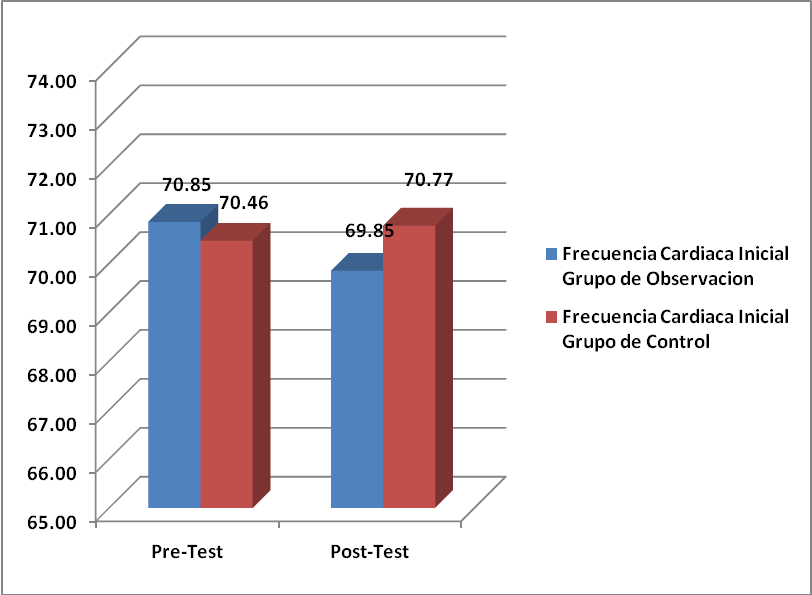 74.00
73.00
72.00
71.00
70.00
69.00
68.00
67.00
66.00
65.00
70.85
70.46
69.85
70.77
Pre-Test
Post-Test
Frecuencia Cardiaca Inicial
Grupo de Observacion
Frecuencia Cardiaca Inicial
Grupo de Control